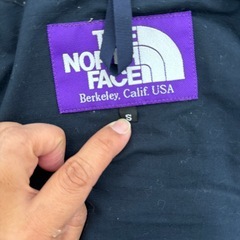 THE
NORTH
FACE
Berkeley, Calif. USA
S